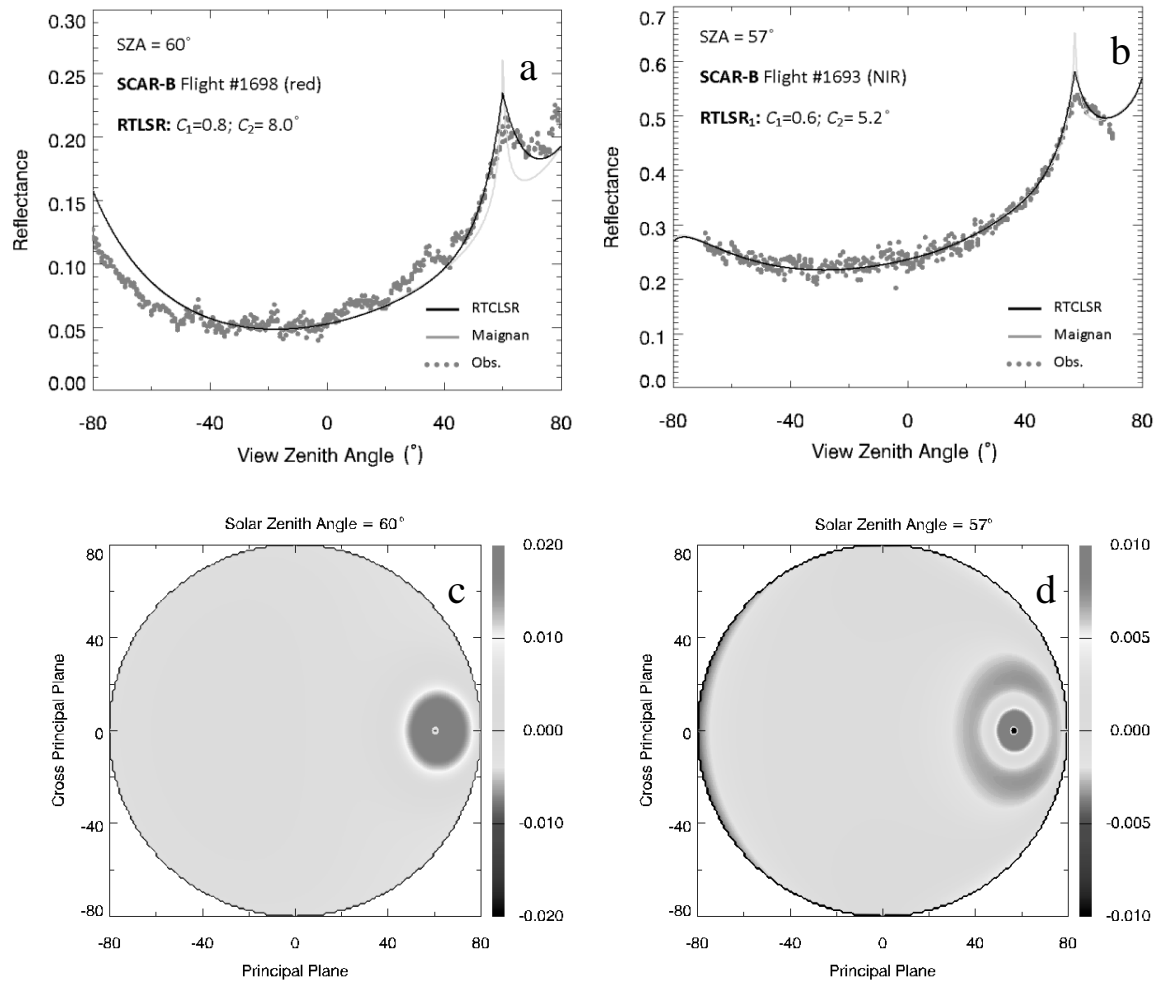 a
SZA = 60°
SCAR-B Flight #1698 (red)
RTLSR: C₁=0.8; C₂= 8.0°
Reflectance
0.30
0.25
0.20
0.15
0.10
0.05
0.00
RTCLSR
Maignan
Obs.
-80 -40 0 40 80
View Zenith Angle (°)
b
SZA = 57°
SCAR-B Flight #1693 (NIR)
RTLSR₁: C₁=0.6; C₂= 5.2°
Reflectance
0.7
0.6
0.5
0.4
0.3
0.2
0.1
0.0
RTCLSR
Maignan
Obs.
-80 -40 0 40 80
View Zenith Angle (°)
Solar Zenith Angle = 60°
c
Cross Principal Plane
80
40
0
-40
-80
-80 -40 0 40 80
Principal Plane
0.020
0.010
0.000
-0.010
-0.020
Solar Zenith Angle = 57°
d
Cross Principal Plane
80
40
0
-40
-80
-80 -40 0 40 80
Principal Plane
0.010
0.005
0.000
-0.005
-0.010